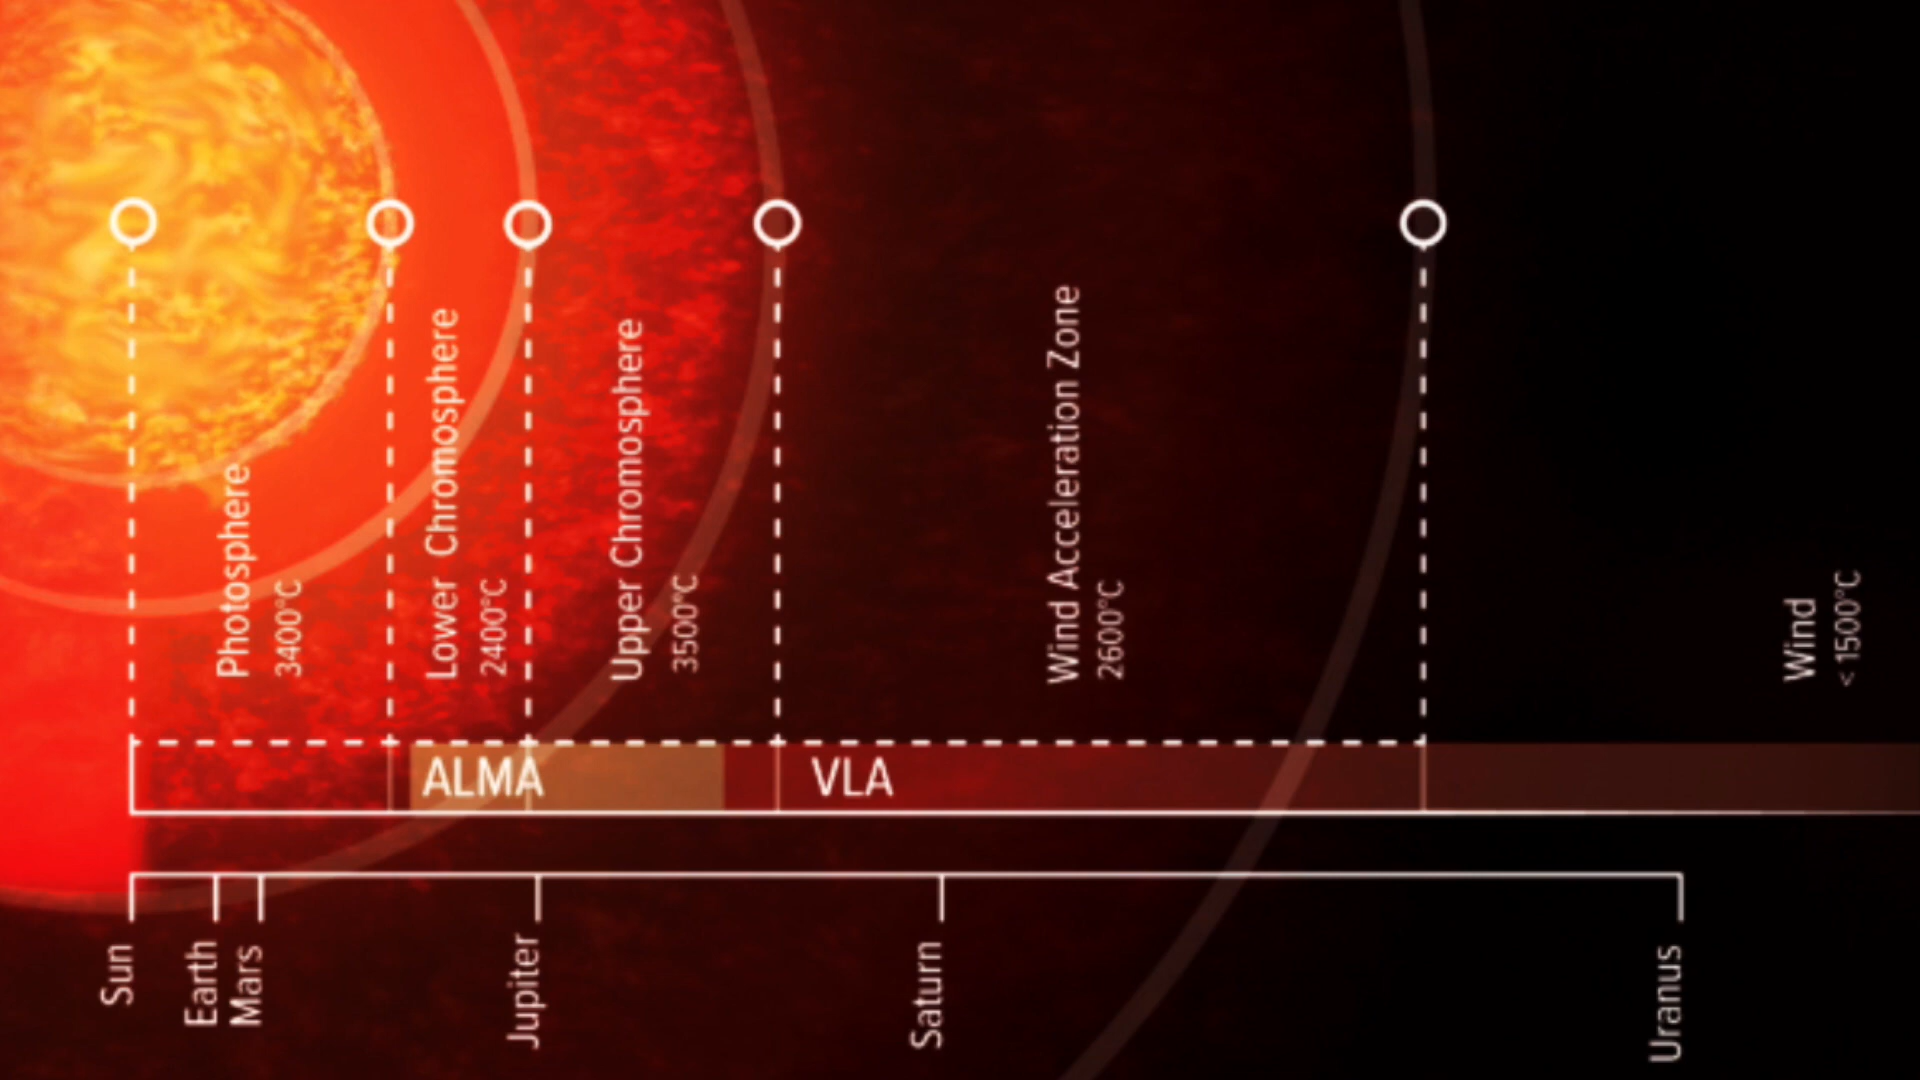 Photosphere
3400°C
Lower Chromosphere
2400°C
Upper Chromosphere
3500°C
Wind Acceleration Zone
2600°C
Wind
< 1500°C
ALMA
VLA
Sun
Earth
Mars
Jupiter
Saturn
Uranus